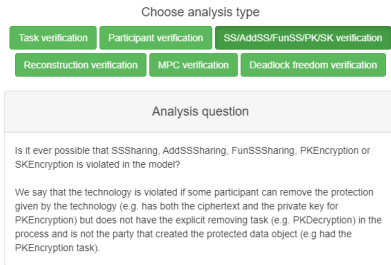 Choose analysis type
Task verification Participant verification SS/AddSS/FunSS/PK/SK verification
Reconstruction verification MPC verification Deadlock freedom verification
Analysis question
Is it ever possible that SSSharing, AddSSSharing, FunSSSharing, PKEncryption or
SKEncryption is violated in the model?
We say that the technology is violated if some participant can remove the protection
given by the technology (e.g. has both the ciphertext and the private key for
PKEncryption) but does not have the explicit removing task (e.g. PKDecryption) in the
process and is not the party that created the protected data object (e.g had the
PKEncryption task).